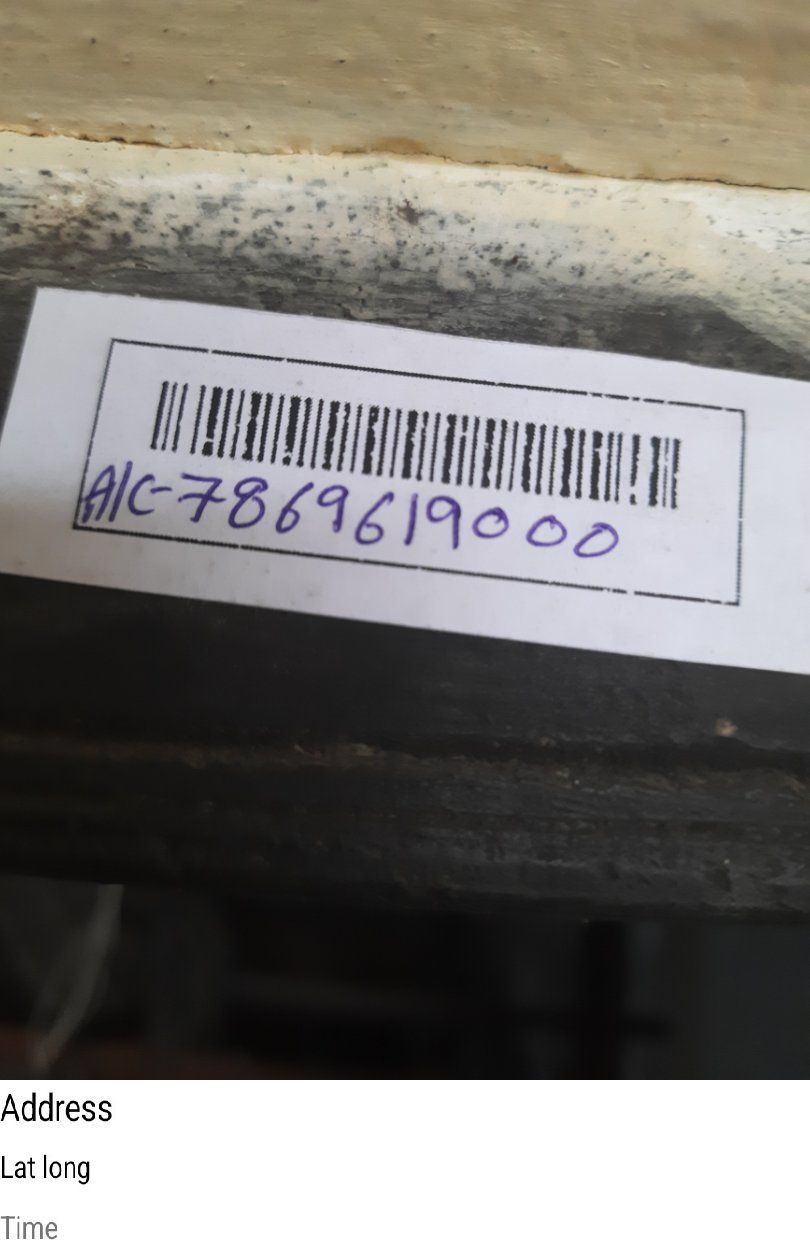 A/C-7869619000
Address
Lat long
Time